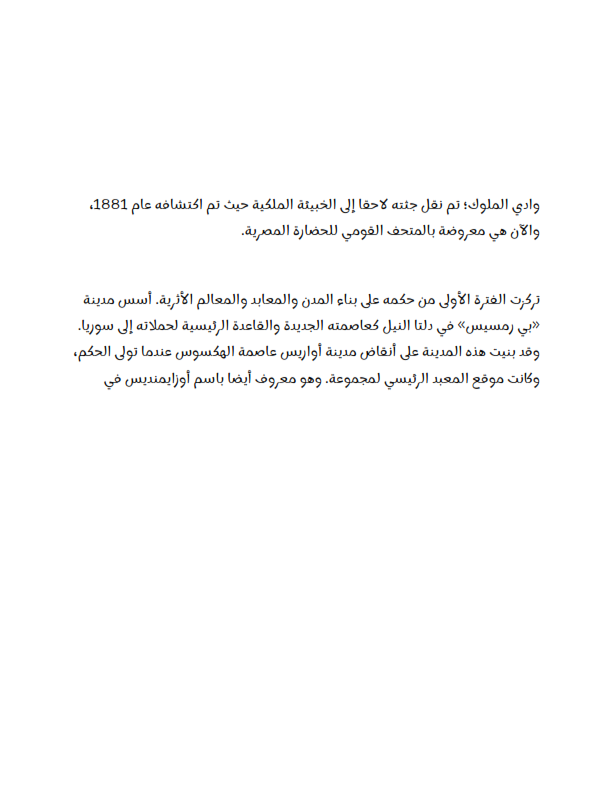 وادي الملوك؛ تم نقل جثته لاحقا إلى الخبيئة الملكية حيث تم اكتشافه عام 1881،
والآن هي معروضة بالمتحف القومي للحضارة المصرية.
تركزت الفترة الأولى من حكمه على بناء المدن والمعابد والمعالم الأثرية. أسس مدينة
«بي رمسيس» في دلتا النيل كعاصمته الجديدة والقاعدة الرئيسية لحملاته إلى سوريا.
وقد بنيت هذه المدينة على أنقاض مدينة أواريس عاصمة الهكسوس عندما تولى الحكم،
وكانت موقع المعبد الرئيسي لمجموعة. وهو معروف أيضا باسم أوزايمنديس في